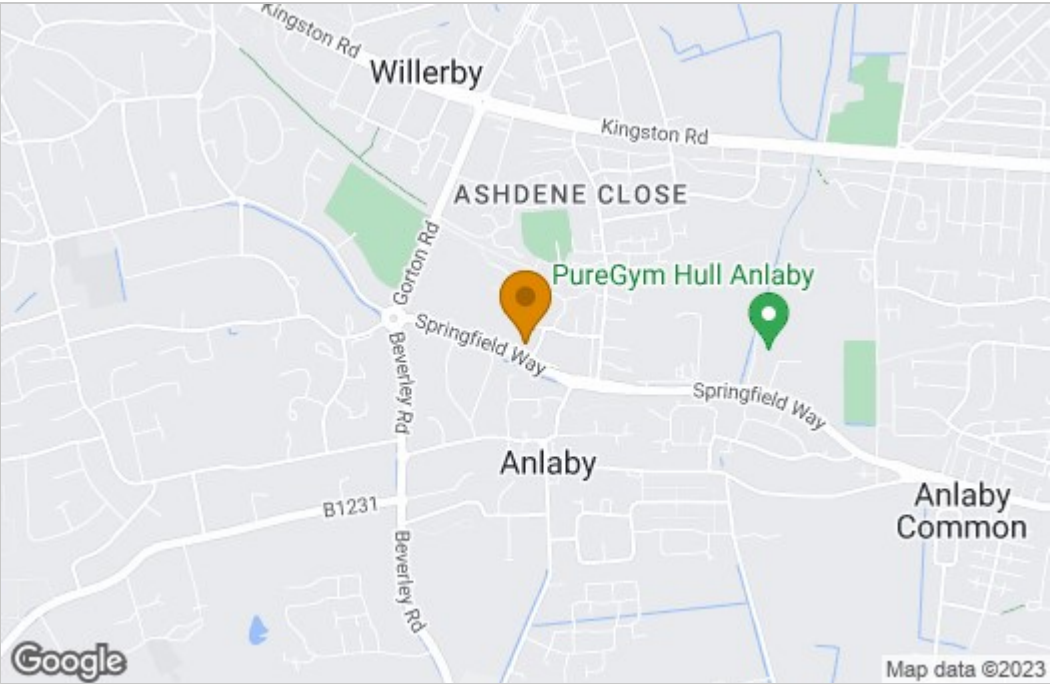 Kingston Rd
Willerby
Kingston Rd
ASHDENE CLOSE
Gorton Rd
PureGym Hull Anlaby
Springfield Way
Beverley Rd
Springfield Way
Anlaby
Anlaby
Common
B1231
Beverley Rd
Google
Map data ©2023